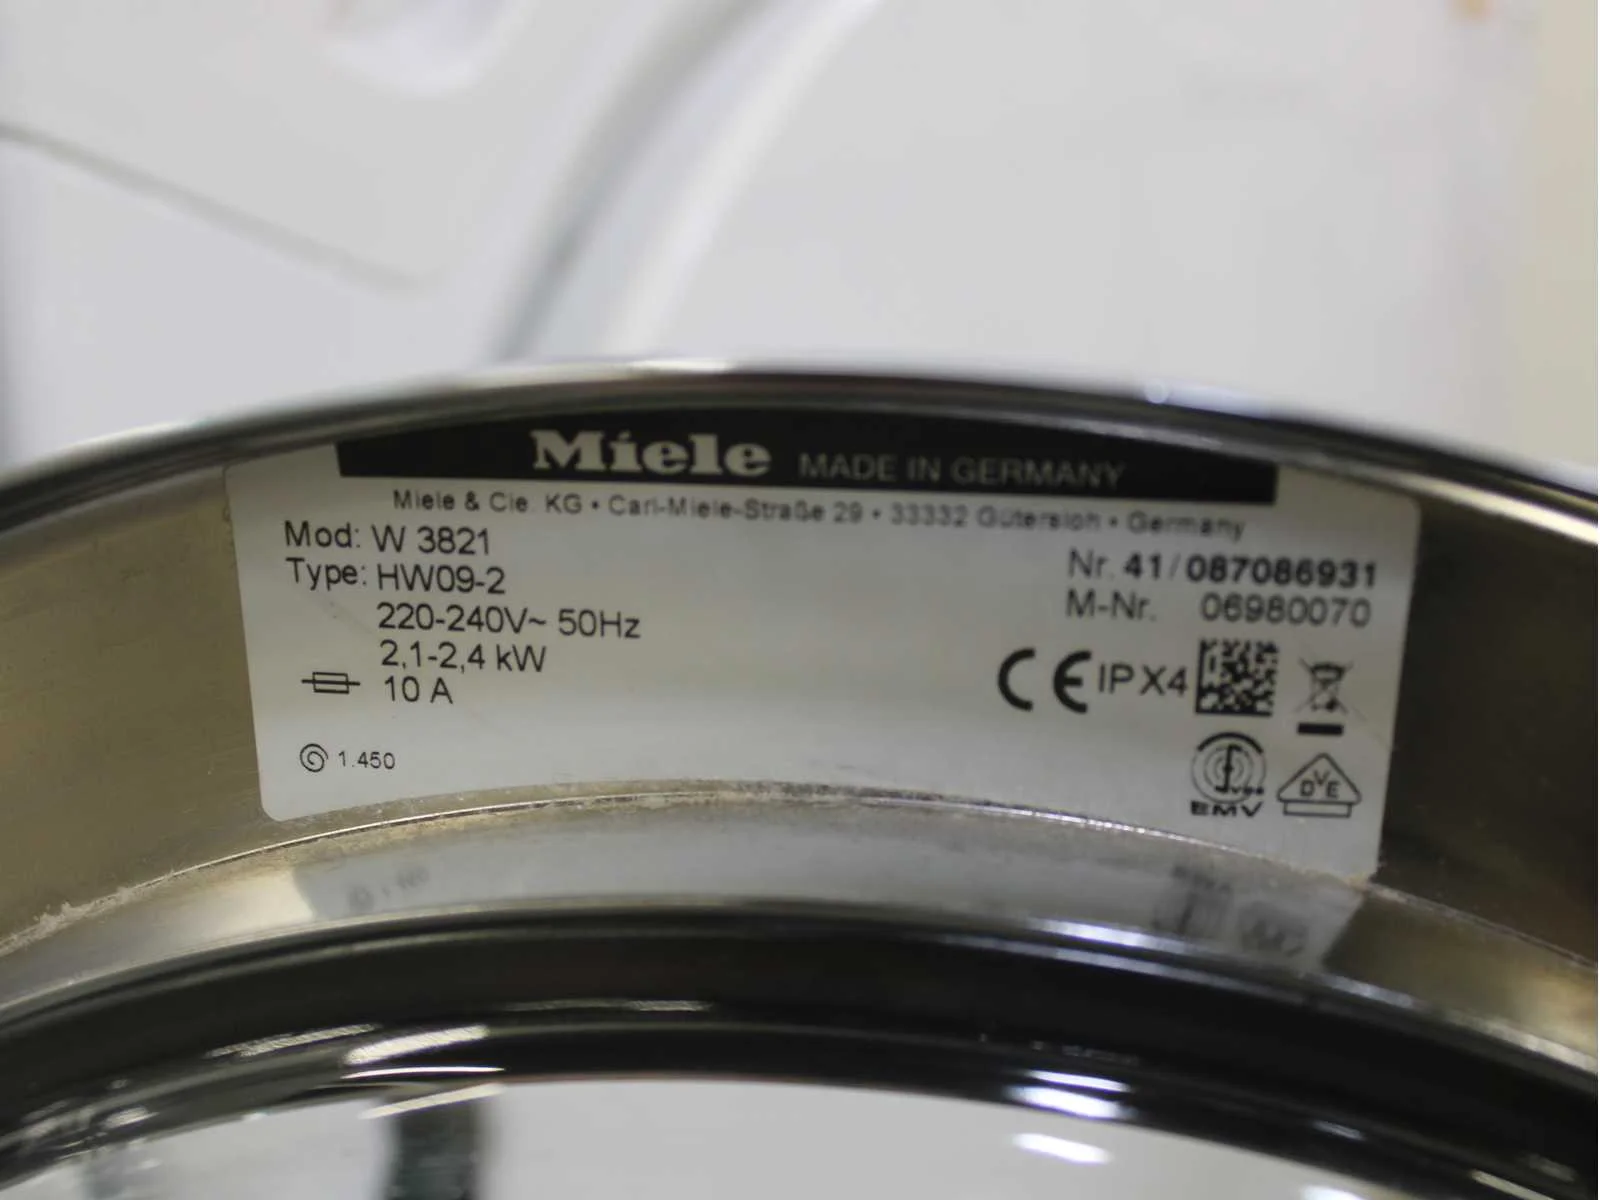 Miele MADE IN GERMANY
Miele & Cie. KG • Carl-Miele-Straße 29 • 33332 Gütersloh • Germany
Mod: W 3821
Type: HW09-2
220-240V~ 50Hz
2,1-2,4 kW
10 A
1.450
Nr. 41/087086931
M-Nr. 06980070
CE IPX4
EMV
DVE